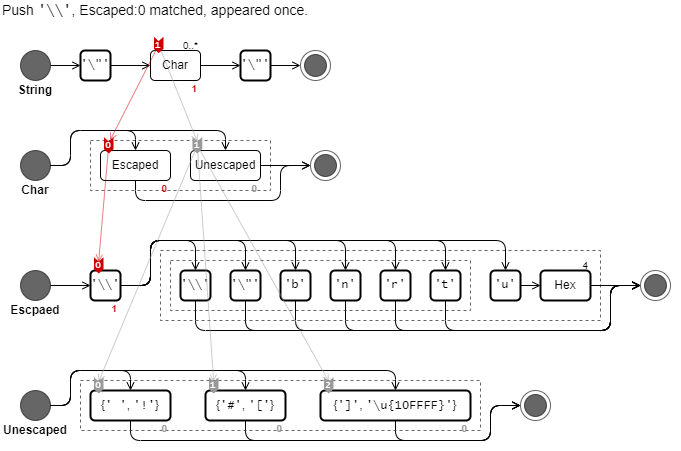 Push '\\', Escaped:0 matched, appeared once.
1 0..*
'\"' Char '\"'
String 1
0 1
Escaped Unescaped
Char 0 0
0 4
'\\' '\\' '\"' 'b' 'n' 'r' 't' 'u' Hex
Escpaed 1
0 1 2
{' ','!'} {'#','['} {']','\u{10FFFF}'}
Unescaped 0 0 0